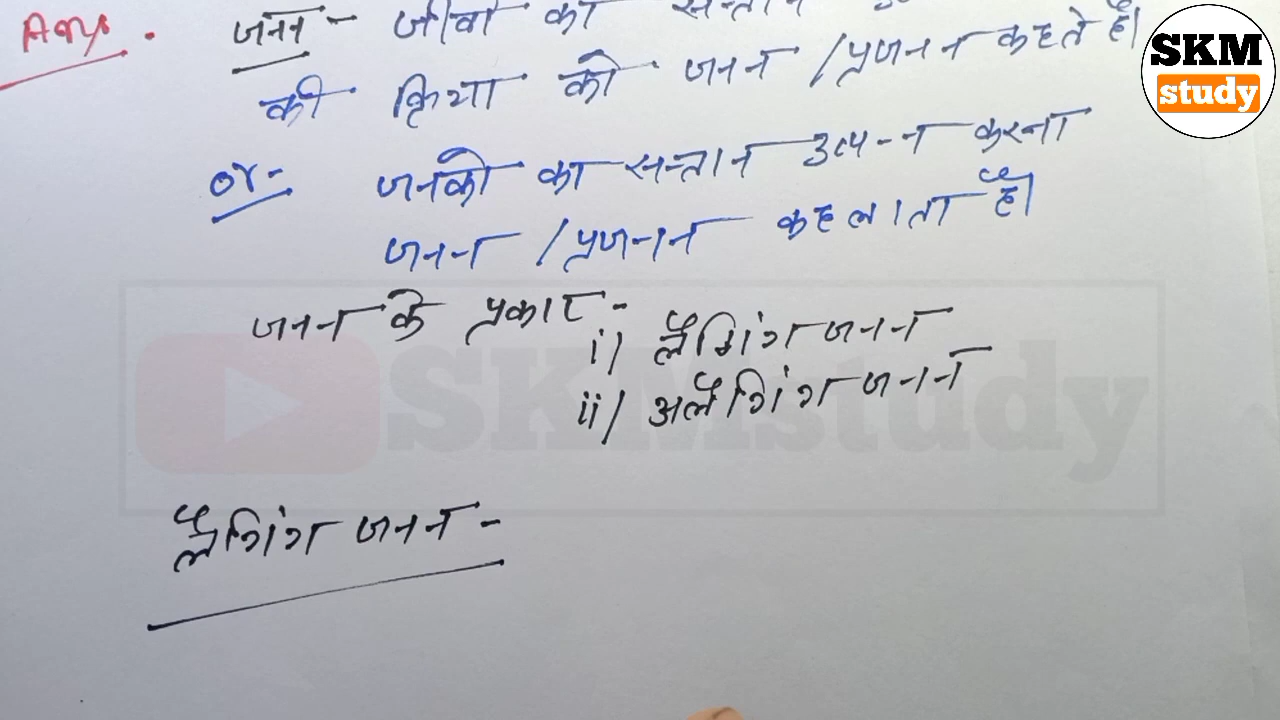 Ans. जनन - जीवों का सन्तान
की क्रिया को जनन /प्रजनन कहते हैं।
or- जनकों का सन्तान उत्पन्न करना
जनन /प्रजनन कहलाता हैं।
जनन के प्रकार -
i) लैगिंग जनन
ii) अलैगिंग जनन
लैगिंग जनन -
SKM
study
SKMstudy